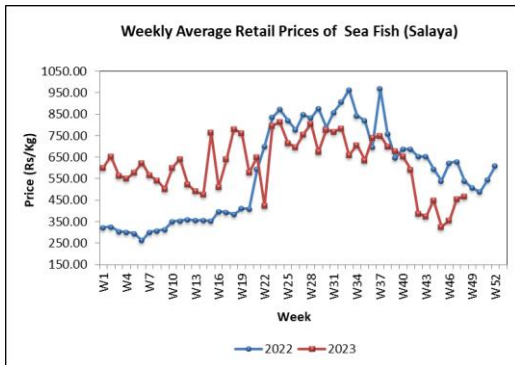 Weekly Average Retail Prices of Sea Fish (Salaya)
Price (Rs/Kg)
1050.00
950.00
850.00
750.00
650.00
550.00
450.00
350.00
250.00
150.00
W1
W4
W7
W10
W13
W16
W19
W22
W25
W28
W31
W34
W37
W40
W43
W46
W49
W52
Week
2022
2023